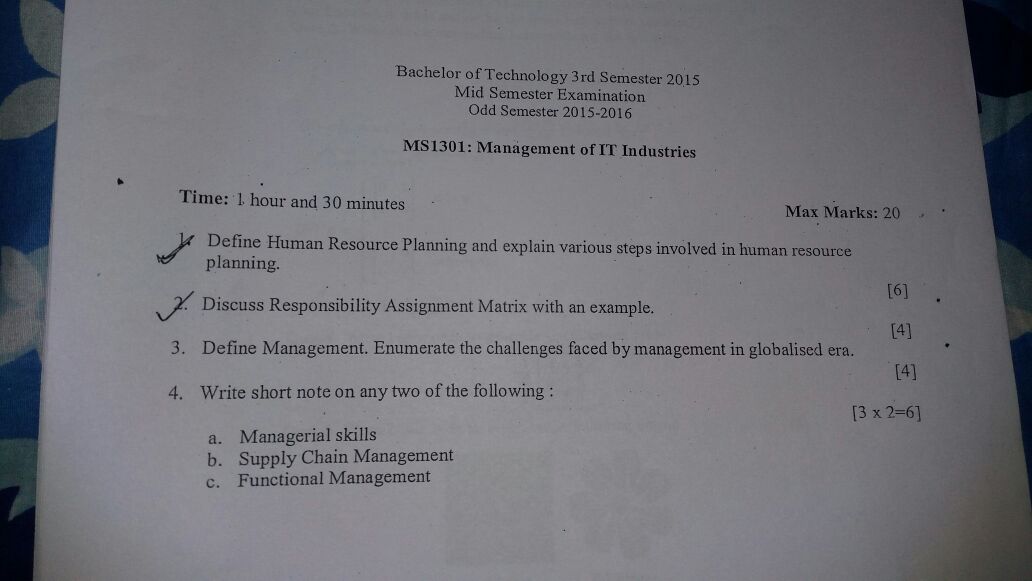 Bachelor of Technology 3rd Semester 2015
Mid Semester Examination
Odd Semester 2015-2016
MS1301: Management of IT Industries
Time: 1 hour and 30 minutes
Max Marks: 20
1. Define Human Resource Planning and explain various steps involved in human resource
planning.
[6]
2. Discuss Responsibility Assignment Matrix with an example.
[4]
3. Define Management. Enumerate the challenges faced by management in globalised era.
[4]
4. Write short note on any two of the following :
[3 x 2=6]
a. Managerial skills
b. Supply Chain Management
c. Functional Management